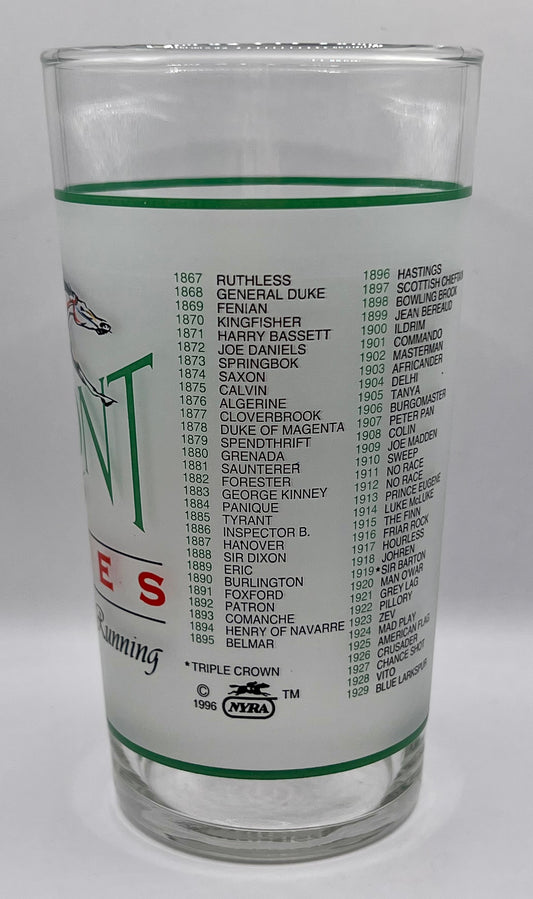 NT
ES
Running
1867 RUTHLESS
1868 GENERAL DUKE
1869 FENIAN
1870 KINGFISHER
1871 HARRY BASSETT
1872 JOE DANIELS
1873 SPRINGBOK
1874 SAXON
1875 CALVIN
1876 ALGERINE
1877 CLOVERBROOK
1878 DUKE OF MAGENTA
1879 SPENDTHRIFT
1880 GRENADA
1881 SAUNTERER
1882 FORESTER
1883 GEORGE KINNEY
1884 PANIQUE
1885 TYRANT
1886 INSPECTOR B.
1887 HANOVER
1888 SIR DIXON
1889 ERIC
1890 BURLINGTON
1891 FOXFORD
1892 PATRON
1893 COMANCHE
1894 HENRY OF NAVARRE
1895 BELMAR
*TRIPLE CROWN
© 1996 NYRA ™
1896 HASTINGS
1897 SCOTTISH CHIEFTAIN
1898 BOWLING BROOK
1899 JEAN BEREAUD
1900 ILDRIM
1901 COMMANDO
1902 MASTERMAN
1903 AFRICANDER
1904 DELHI
1905 TANYA
1906 BURGOMASTER
1907 PETER PAN
1908 COLIN
1909 JOE MADDEN
1910 SWEEP
1911 NO RACE
1912 NO RACE
1913 PRINCE EUGENE
1914 LUKE McLUKE
1915 THE FINN
1916 FRIAR ROCK
1917 HOURLESS
1918 JOHREN
1919 *SIR BARTON
1920 MAN O'WAR
1921 GREY LAG
1922 PILLORY
1923 ZEV
1924 MAD PLAY
1925 AMERICAN FLAG
1926 CRUSADER
1927 CHANCE SHOT
1928 VITO
1929 BLUE LARKSPUR